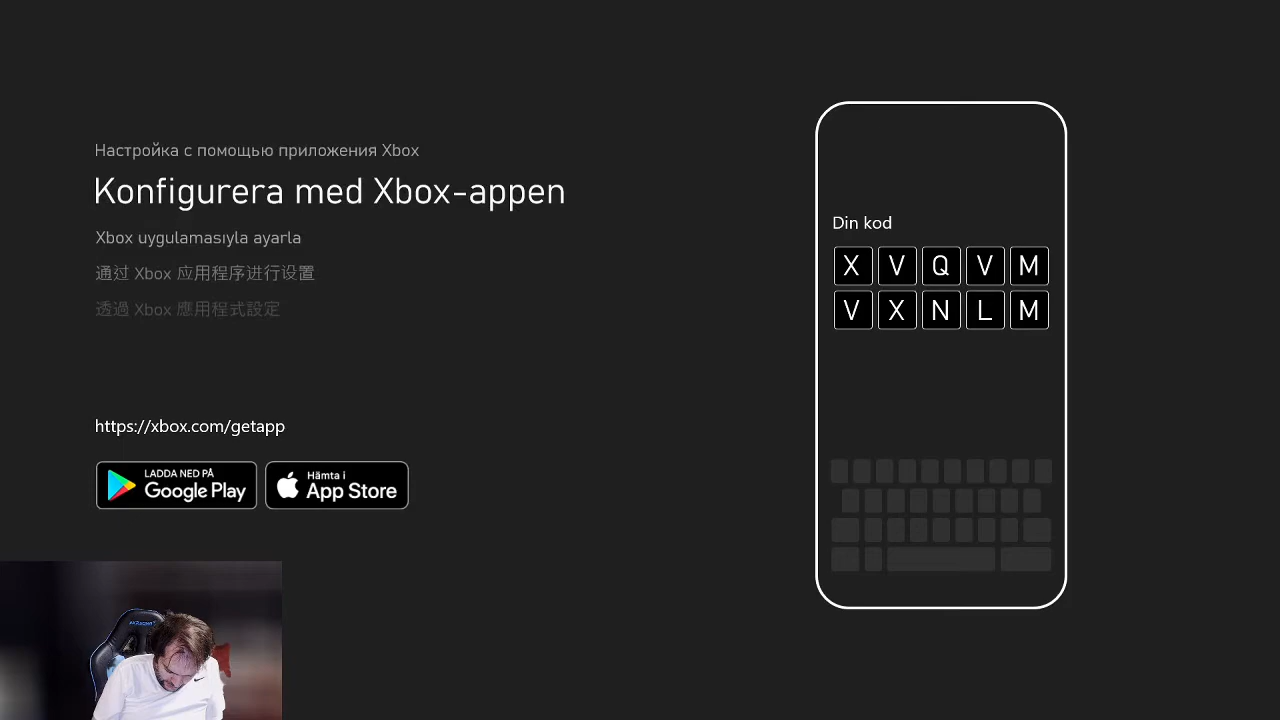 Настройка с помощью приложения Xbox
Konfigurera med Xbox-appen
Xbox uygulamasıyla ayarla
通过 Xbox 应用程序进行设置
透過 Xbox 應用程式設定
https://xbox.com/getapp
LADDA NED PÅ
Google Play
Hämta i
App Store
Din kod
X V Q V M
V X N L M